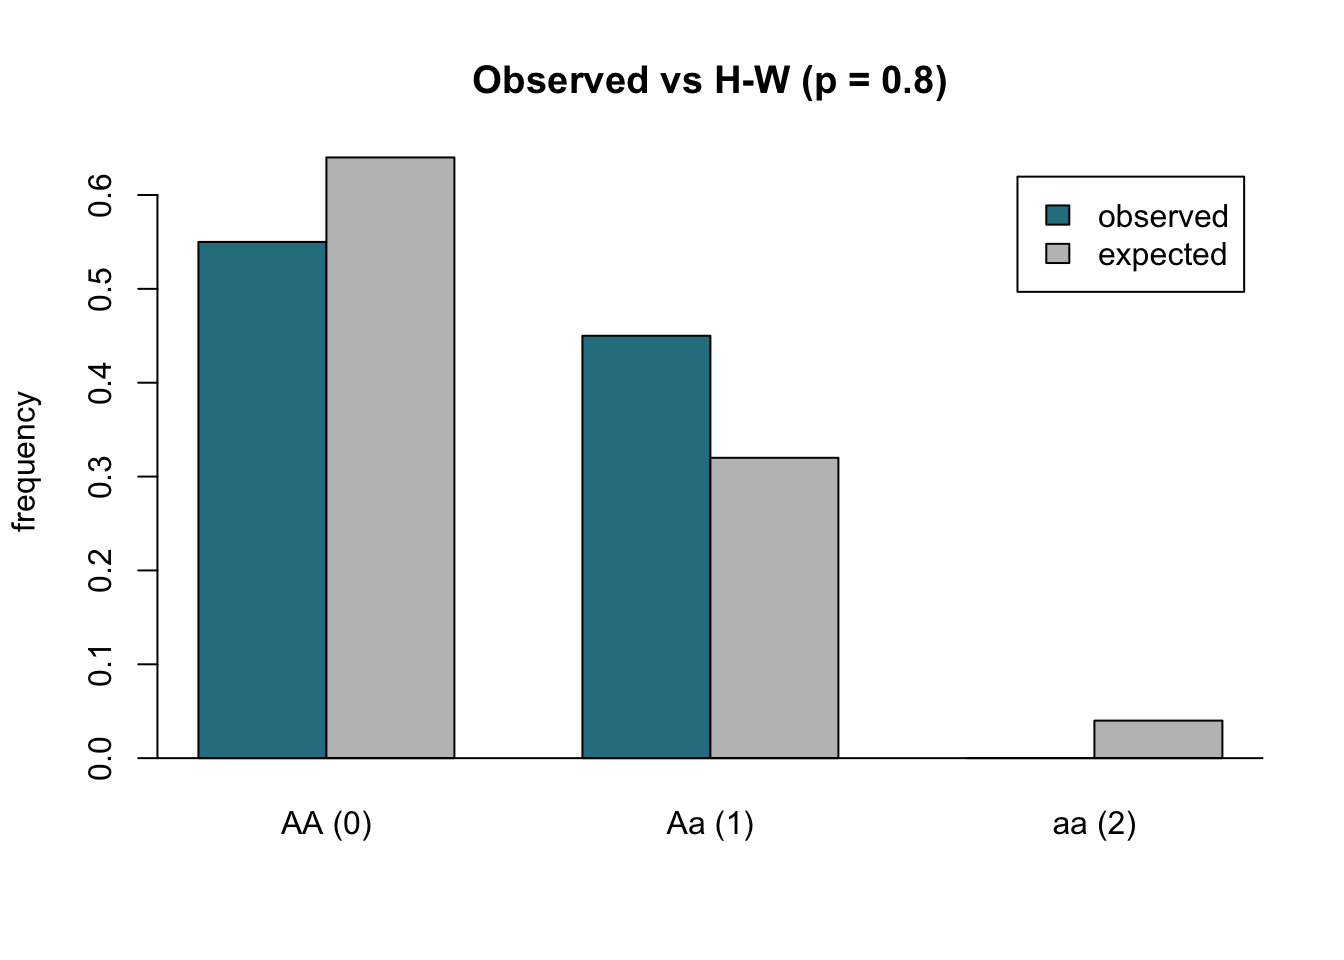 Observed vs H-W (p = 0.8)
observed
expected
frequency
0.6
0.5
0.4
0.3
0.2
0.1
0.0
AA (0)
Aa (1)
aa (2)